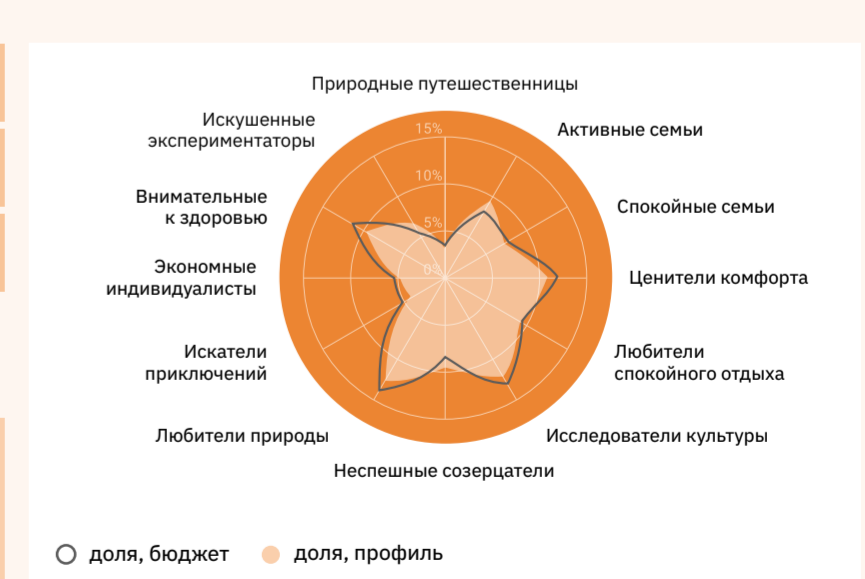 Природные путешественницы
Искушенные
экспериментаторы
Активные семьи
Внимательные
к здоровью
Спокойные семьи
Экономные
индивидуалисты
Ценители комфорта
Искатели
приключений
Любители
спокойного отдыха
Любители природы
Исследователи культуры
Неспешные созерцатели
15%
10%
5%
0%
доля, бюджет
доля, профиль